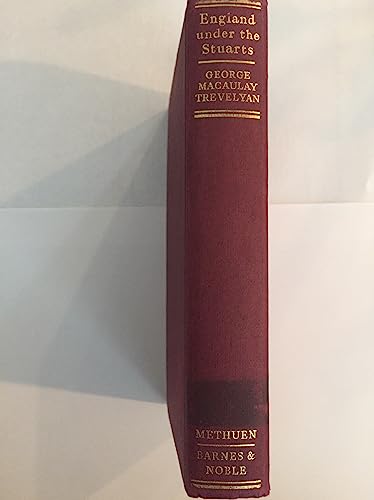 England
under the
Stuarts
GEORGE
MACAULAY
TREVELYAN
METHUEN
BARNES &
NOBLE